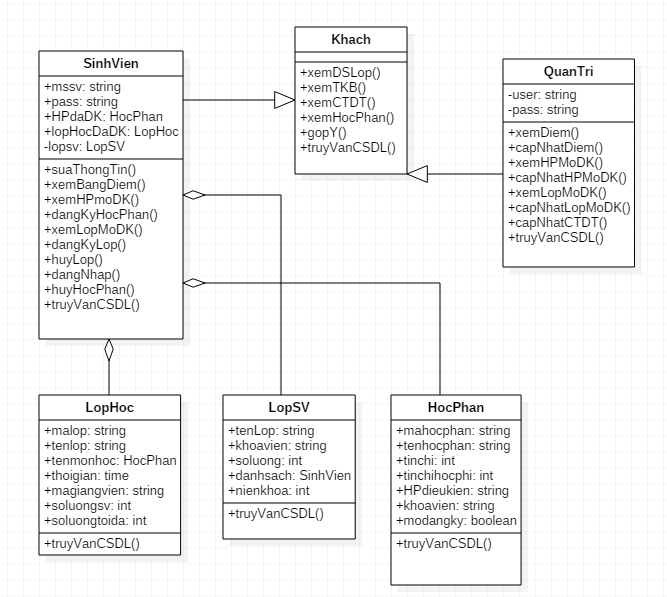 SinhVien
+mssv: string
+pass: string
+HPdaDK: HocPhan
+lopHocDaDK: LopHoc
-lopsv: LopSV
+suaThongTin()
+xemBangDiem()
+xemHPmoDK()
+dangKyHocPhan()
+xemLopMoDK()
+dangKyLop()
+huyLop()
+dangNhap()
+huyHocPhan()
+truyVanCSDL()
Khach
+xemDSLop()
+xemTKB()
+xemCTDT()
+xemHocPhan()
+gopY()
+truyVanCSDL()
QuanTri
-user: string
-pass: string
+xemDiem()
+capNhatDiem()
+xemHPMoDK()
+capNhatHPMoDK()
+xemLopMoDK()
+capNhatLopMoDK()
+capNhatCTDT()
+truyVanCSDL()
LopHoc
+malop: string
+tenlop: string
+tenmonhoc: HocPhan
+thoigian: time
+magiangvien: string
+soluongsv: int
+soluongtoida: int
+truyVanCSDL()
LopSV
+tenLop: string
+khoavien: string
+soluong: int
+danhsach: SinhVien
+nienkhoa: int
+truyVanCSDL()
HocPhan
+mahocphan: string
+tenhocphan: string
+tinchi: int
+tinchihocphi: int
+HPdieukien: string
+khoavien: string
+modangky: boolean
+truyVanCSDL()